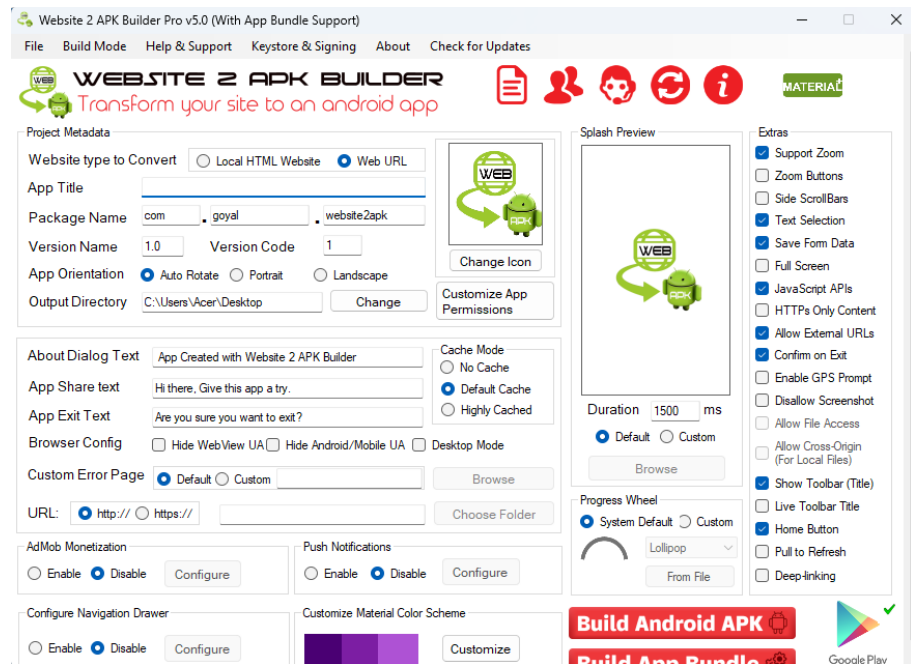 Website 2 APK Builder Pro v5.0 (With App Bundle Support)
File Build Mode Help & Support Keystore & Signing About Check for Updates
WEB
APK
WEBSITE 2 APK BUILDER
Transform your site to an android app
MATERIAL
Project Metadata
Website type to Convert Local HTML Website Web URL
App Title
Package Name com . goyal . website2apk
Version Name 1.0 Version Code 1
App Orientation Auto Rotate Portrait Landscape
Output Directory C:\Users\Acer\Desktop Change
WEB
APK
Change Icon
Customize App
Permissions
About Dialog Text App Created with Website 2 APK Builder
App Share text Hi there, Give this app a try.
App Exit Text Are you sure you want to exit?
Browser Config Hide WebView UA Hide Android/Mobile UA Desktop Mode
Custom Error Page Default Custom Browse
URL: http:// https:// Choose Folder
Cache Mode
No Cache
Default Cache
Highly Cached
AdMob Monetization
Enable Disable Configure
Push Notifications
Enable Disable Configure
Configure Navigation Drawer
Enable Disable Configure
Customize Material Color Scheme
Customize
Splash Preview
WEB
APK
Duration 1500 ms
Default Custom
Browse
Progress Wheel
System Default Custom
Lollipop
From File
Extras
Support Zoom
Zoom Buttons
Side ScrollBars
Text Selection
Save Form Data
Full Screen
JavaScript APIs
HTTPs Only Content
Allow External URLs
Confirm on Exit
Enable GPS Prompt
Disallow Screenshot
Allow File Access
Allow Cross-Origin
(For Local Files)
Show Toolbar (Title)
Live Toolbar Title
Home Button
Pull to Refresh
Deep-linking
Build Android APK
Build App Bundle
Google Play